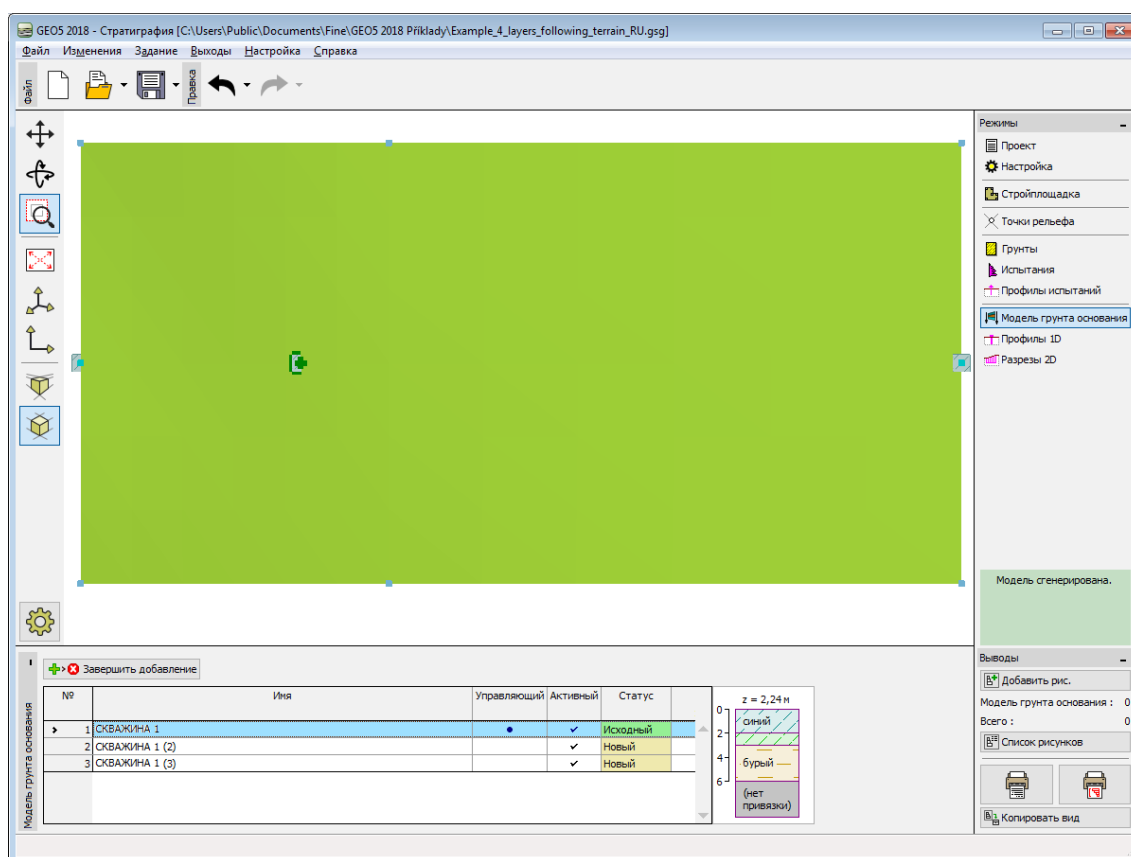 GEO5 2018 - Стратиграфия [C:\Users\Public\Documents\Fine\GEO5 2018 Příklady\Example_4_layers_following_terrain_RU.gsg]
Файл Изменения Задание Выходы Настройка Справка
Файл
Правка
Режимы
Проект
Настройка
Стройплощадка
Точки рельефа
Грунты
Испытания
Профилы испытаний
Модель грунта основания
Профилы 1D
Разрезы 2D
Модель сгенерирована.
Завершить добавление
Модель грунта основания
№ Имя Управляющий Активный Статус
1 СКВАЖИНА 1 Исходный
2 СКВАЖИНА 1 (2) Новый
3 СКВАЖИНА 1 (3) Новый
z = 2,24 м
0
синий
2
4
бурый
6
(нет
привязки)
Выводы
Добавить рис.
Модель грунта основания : 0
Всего : 0
Список рисунков
Копировать вид